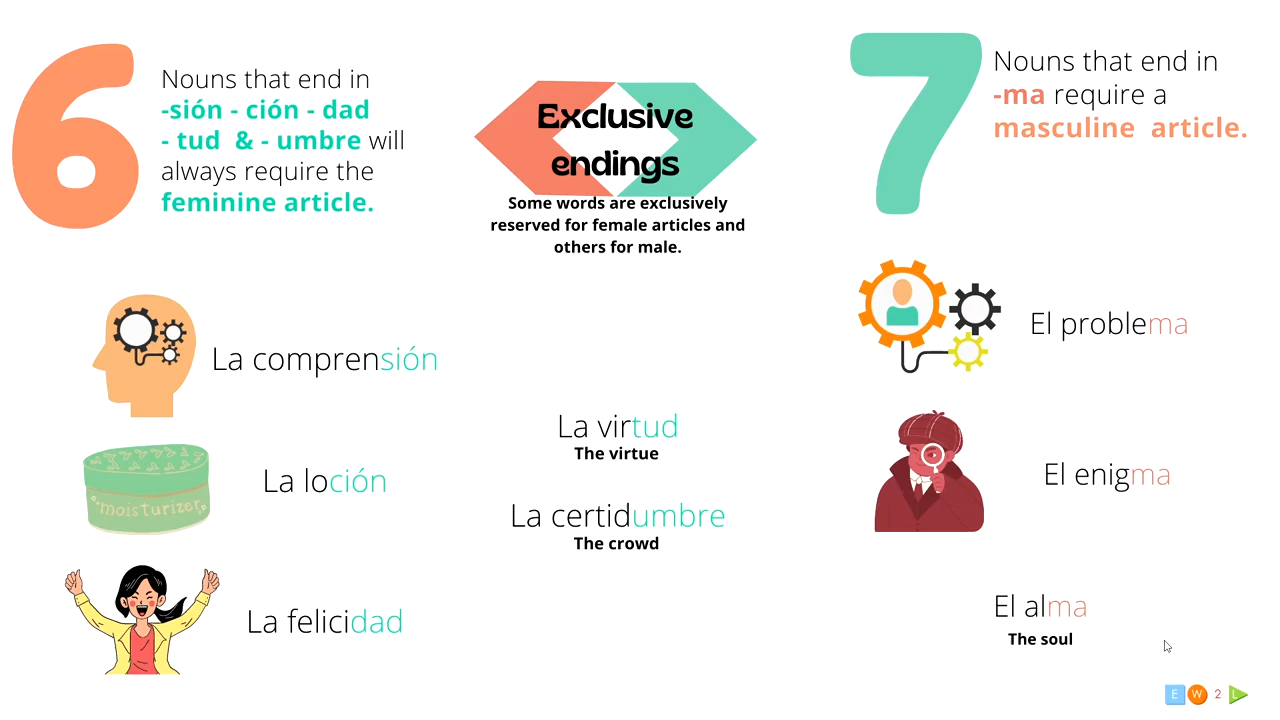 6
Nouns that end in
-sión - ción - dad
- tud & - umbre will
always require the
feminine article.
Exclusive
endings
Some words are exclusively
reserved for female articles and
others for male.
7
Nouns that end in
-ma require a
masculine article.
La comprensión
moisturizer
La loción
La felicidad
La virtud
The virtue
La certidumbre
The crowd
El problema
El enigma
El alma
The soul
E W 2 L